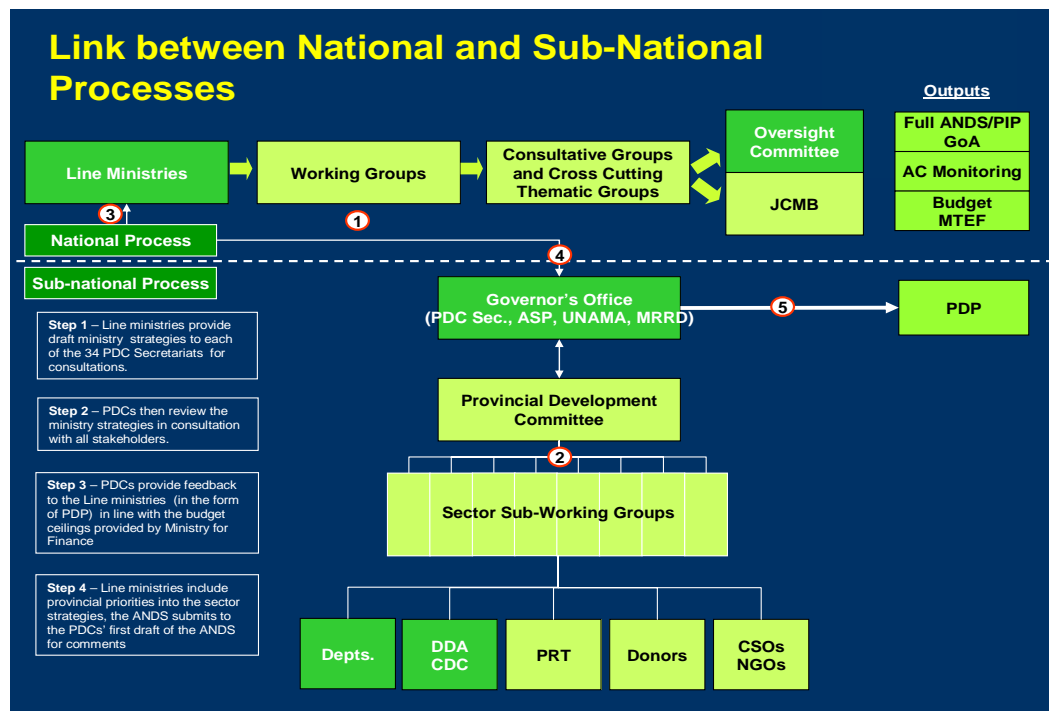 Link between National and Sub-National
Processes
Outputs
Line Ministries
Working Groups
Consultative Groups
and Cross Cutting
Thematic Groups
Oversight
Committee
JCMB
Full ANDS/PIP
GoA
AC Monitoring
Budget
MTEF
3
1
National Process
4
Sub-national Process
Governor's Office
(PDC Sec., ASP, UNAMA, MRRD)
5
PDP
Step 1 – Line ministries provide
draft ministry strategies to each
of the 34 PDC Secretariats for
consultations.
Step 2 – PDCs then review the
ministry strategies in consultation
with all stakeholders.
Step 3 – PDCs provide feedback
to the Line ministries (in the form
of PDP) in line with the budget
ceilings provided by Ministry for
Finance
Step 4 – Line ministries include
provincial priorities into the sector
strategies, the ANDS submits to
the PDCs' first draft of the ANDS
for comments
Provincial Development
Committee
2
Sector Sub-Working Groups
Depts.
DDA
CDC
PRT
Donors
CSOs
NGOs